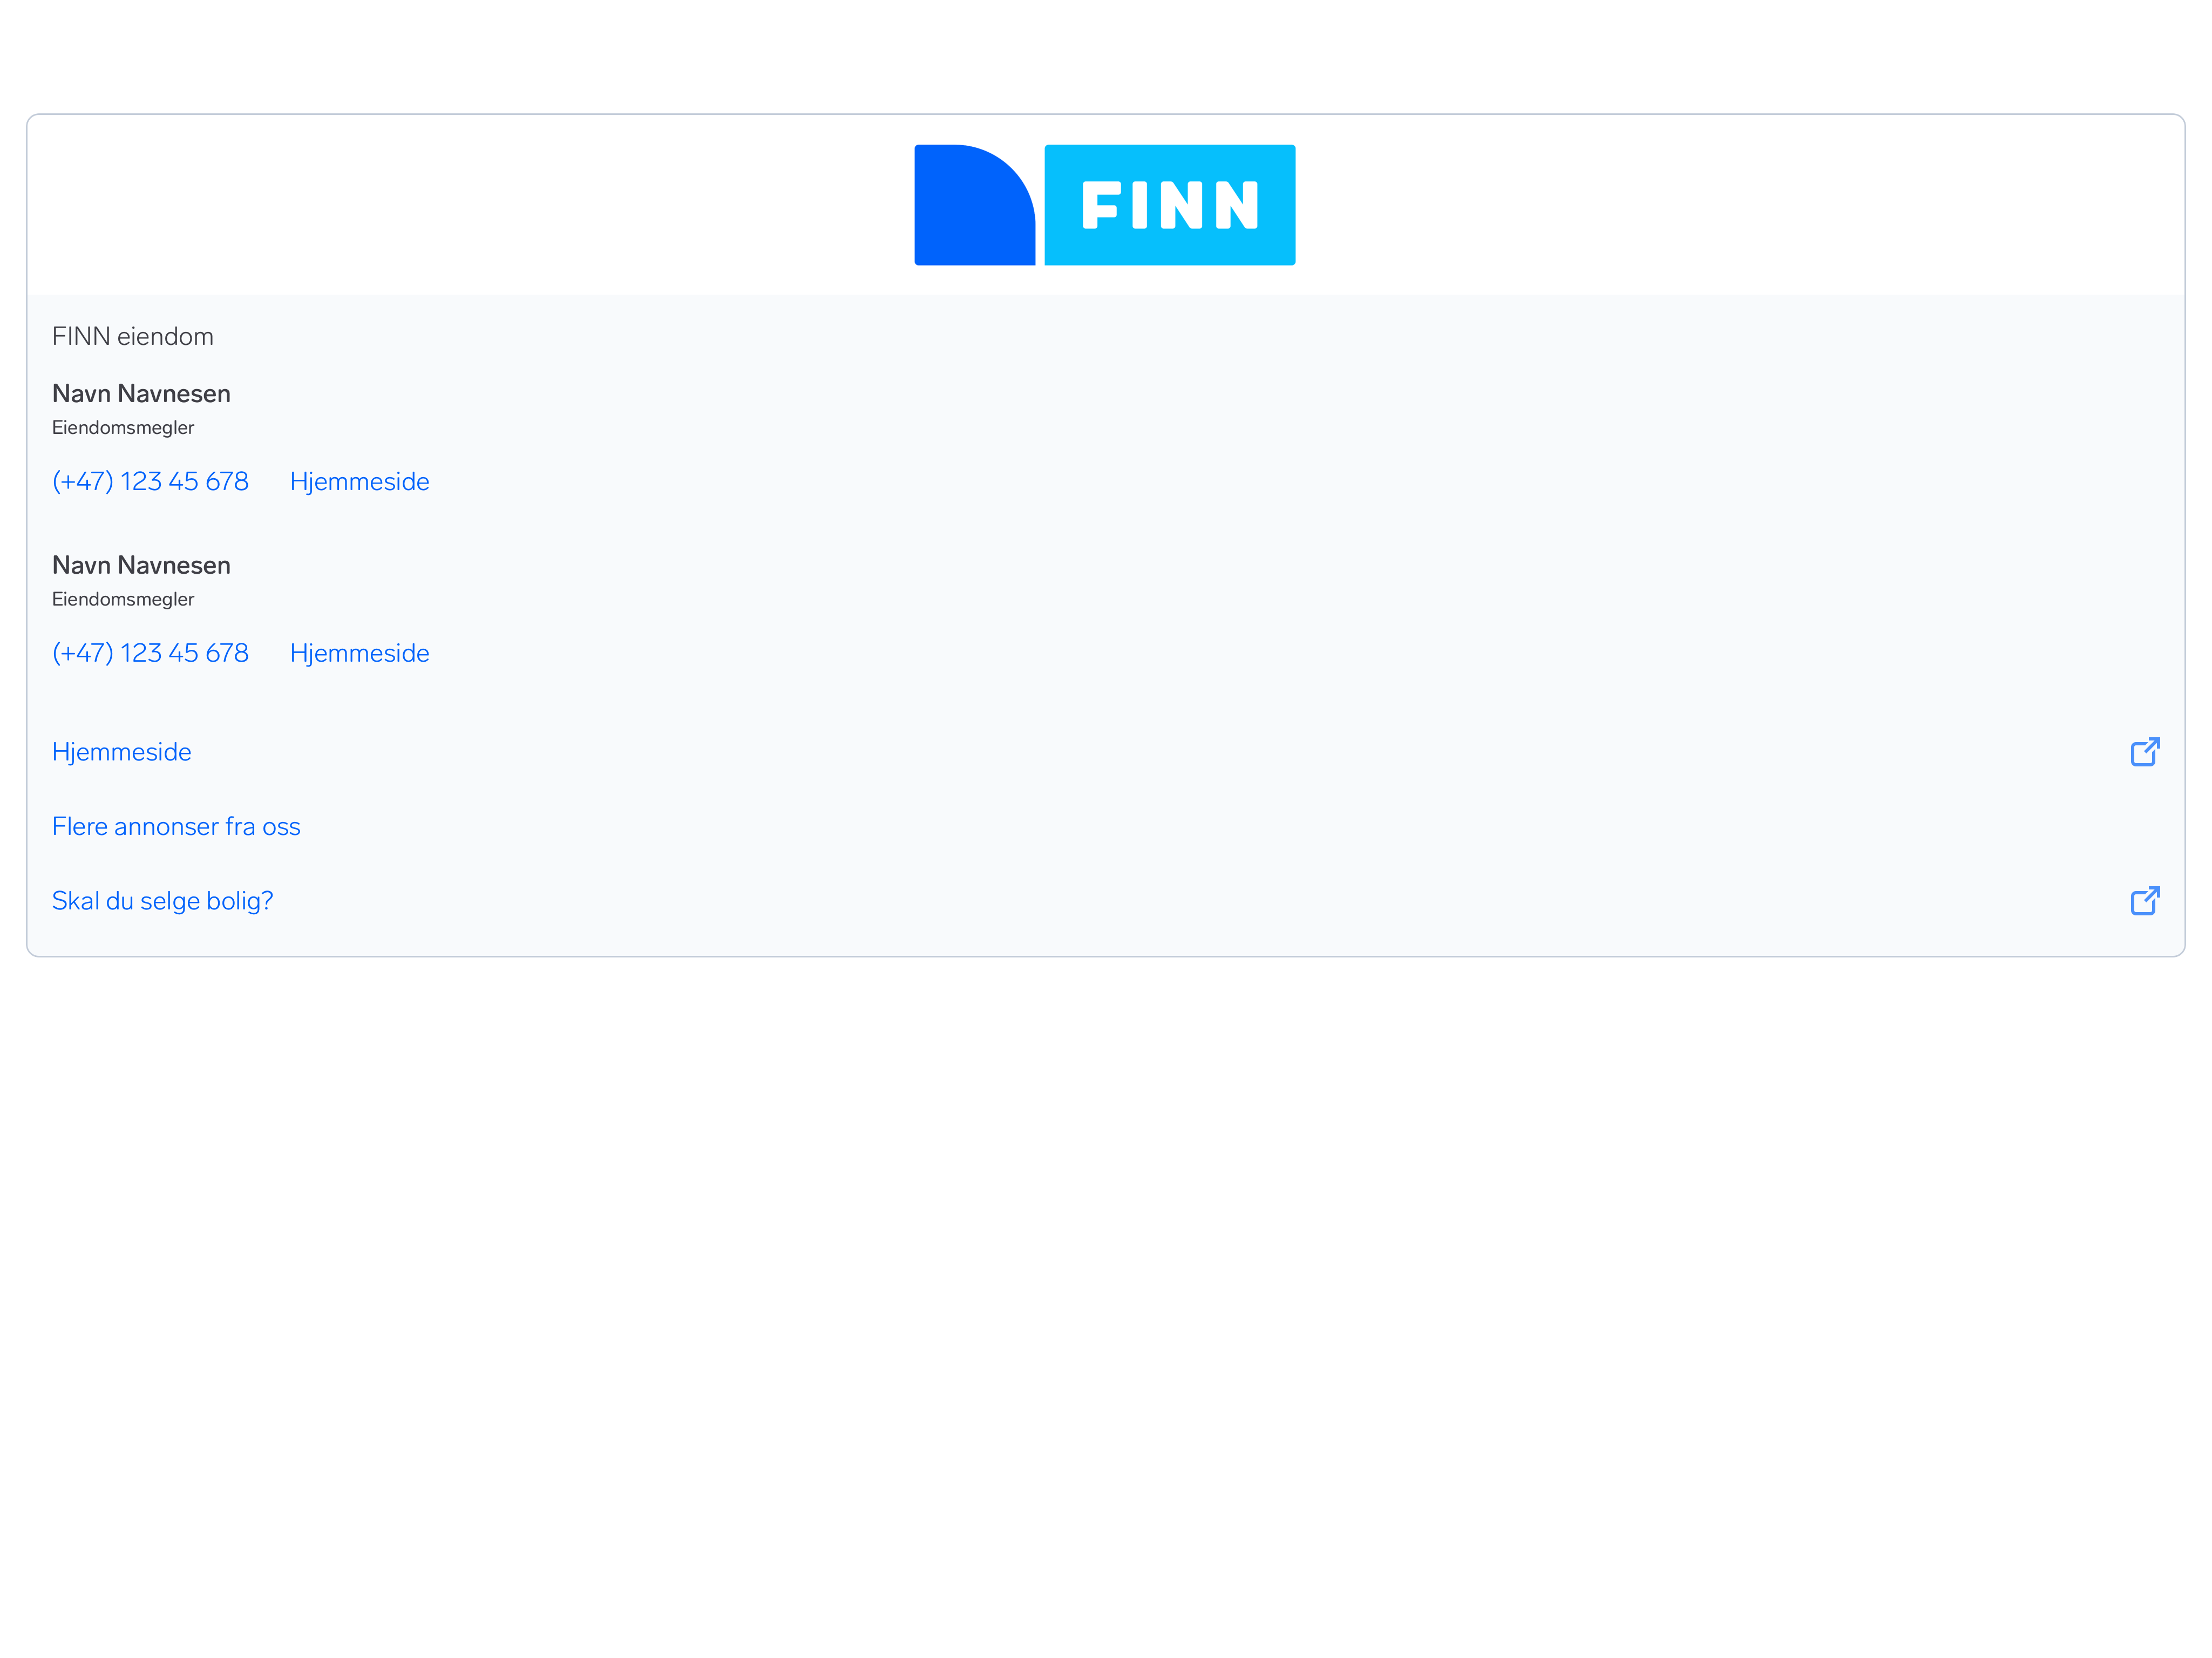 FINN
FINN eiendom
Navn Navnesen
Eiendomsmegler
(+47) 123 45 678 Hjemmeside
Navn Navnesen
Eiendomsmegler
(+47) 123 45 678 Hjemmeside
Hjemmeside
Flere annonser fra oss
Skal du selge bolig?